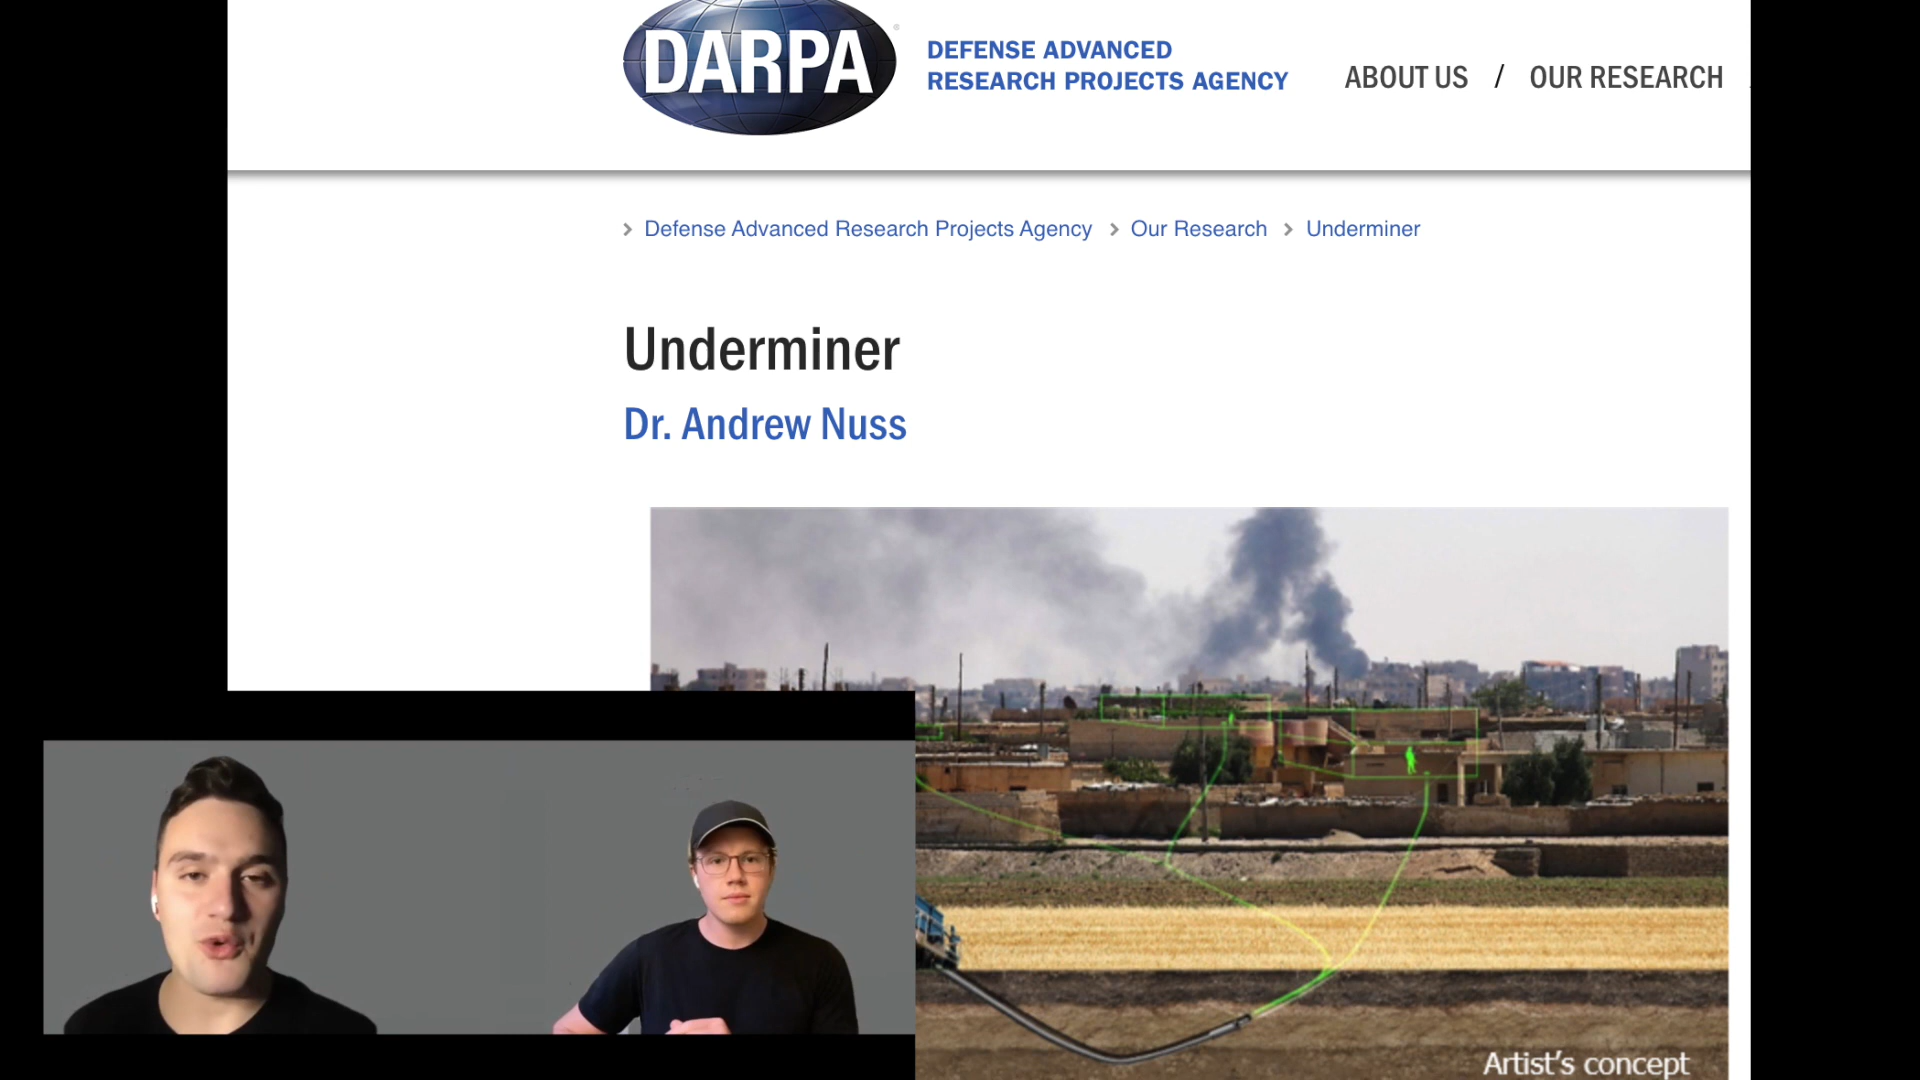 DARPA
DEFENSE ADVANCED
RESEARCH PROJECTS AGENCY
ABOUT US / OUR RESEARCH
Defense Advanced Research Projects Agency > Our Research > Underminer
Underminer
Dr. Andrew Nuss
Artist's concept